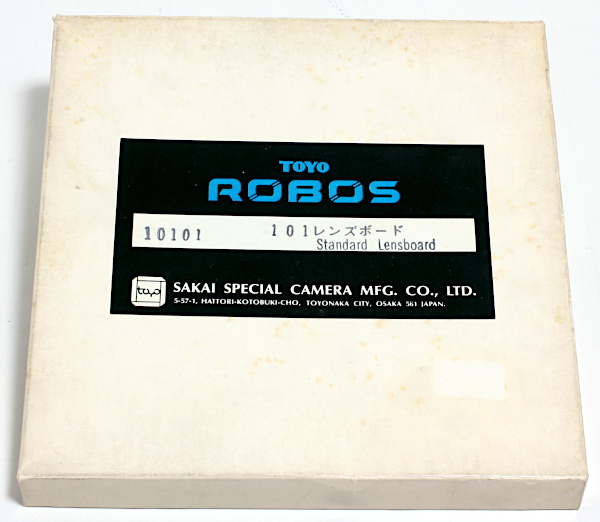 TOYO
ROBOS
10101 101レンズボード
Standard Lensboard
toyo SAKAI SPECIAL CAMERA MFG. CO., LTD.
5-57-1, HATTORI-KOTOBUKI-CHO, TOYONAKA CITY, OSAKA 561 JAPAN.